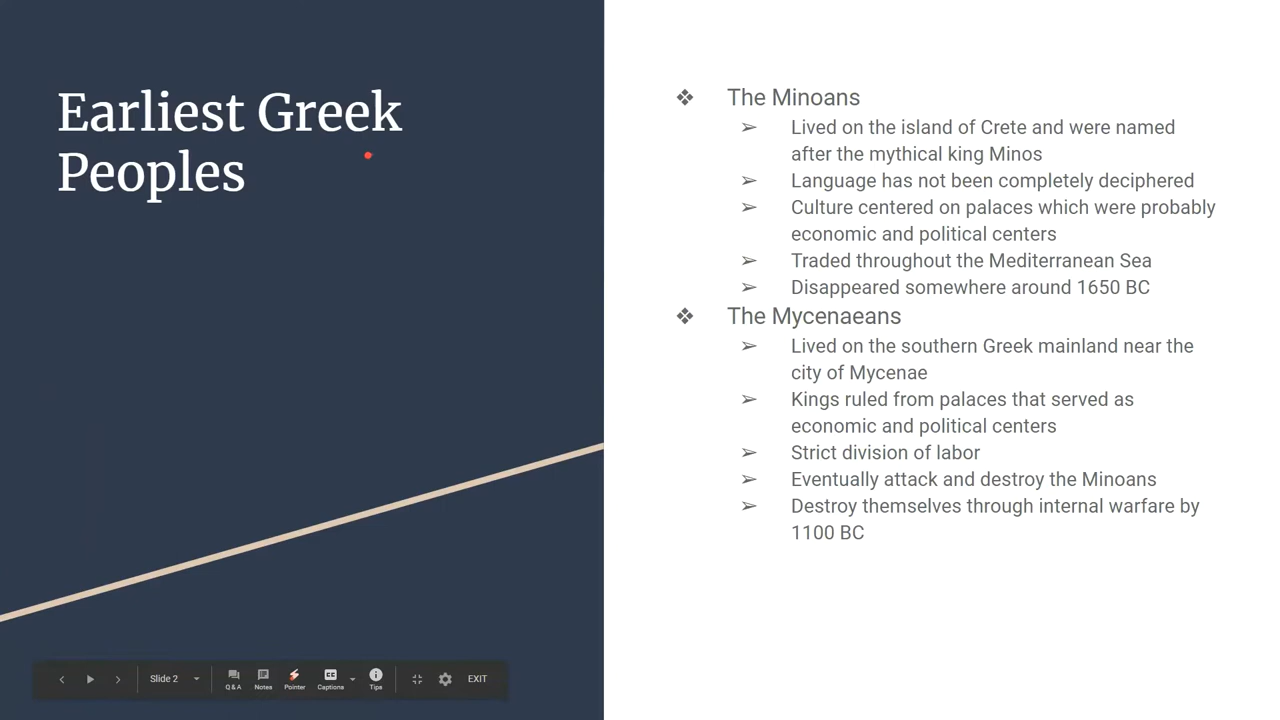 Earliest Greek
Peoples
❖ The Minoans
➢ Lived on the island of Crete and were named
after the mythical king Minos
➢ Language has not been completely deciphered
➢ Culture centered on palaces which were probably
economic and political centers
➢ Traded throughout the Mediterranean Sea
➢ Disappeared somewhere around 1650 BC
❖ The Mycenaeans
➢ Lived on the southern Greek mainland near the
city of Mycenae
➢ Kings ruled from palaces that served as
economic and political centers
➢ Strict division of labor
➢ Eventually attack and destroy the Minoans
➢ Destroy themselves through internal warfare by
1100 BC
Slide 2 Q & A Notes Pointer Captions Tips EXIT